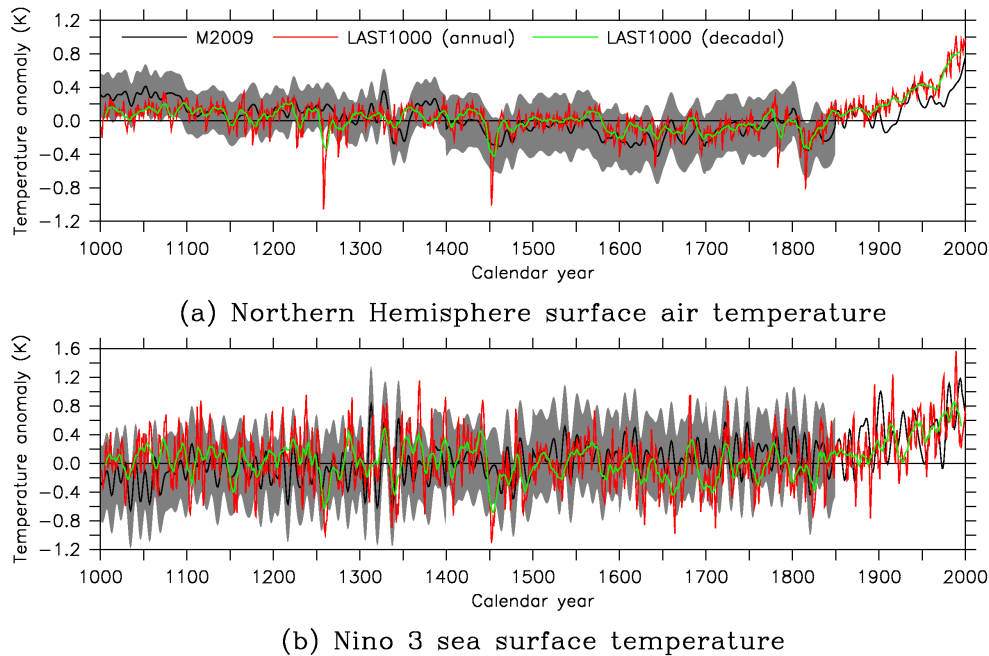 1.2
0.8
0.4
0.0
−0.4
−0.8
−1.2
Temperature anomaly (K)
M2009 LAST1000 (annual) LAST1000 (decadal)
1000 1100 1200 1300 1400 1500 1600 1700 1800 1900 2000
Calendar year
(a) Northern Hemisphere surface air temperature
1.6
1.2
0.8
0.4
0.0
−0.4
−0.8
−1.2
Temperature anomaly (K)
1000 1100 1200 1300 1400 1500 1600 1700 1800 1900 2000
Calendar year
(b) Nino 3 sea surface temperature